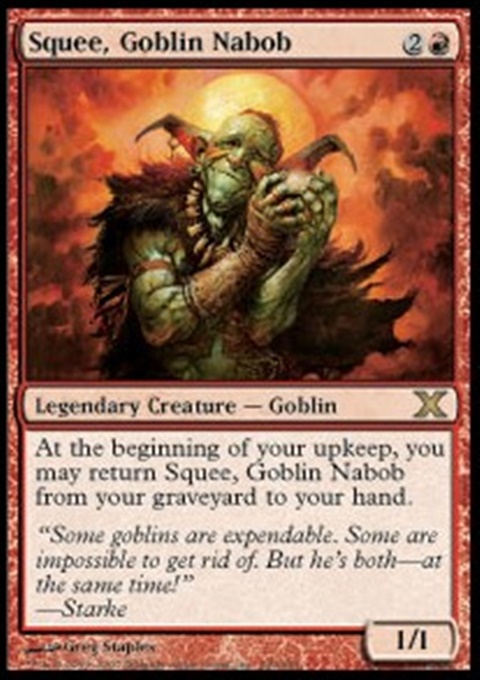 Squee, Goblin Nabob 2
Legendary Creature — Goblin X
At the beginning of your upkeep, you
may return Squee, Goblin Nabob
from your graveyard to your hand.
“Some goblins are expendable. Some are
impossible to get rid of. But he's both—at
the same time!”
—Starke
Greg Staples
1/1